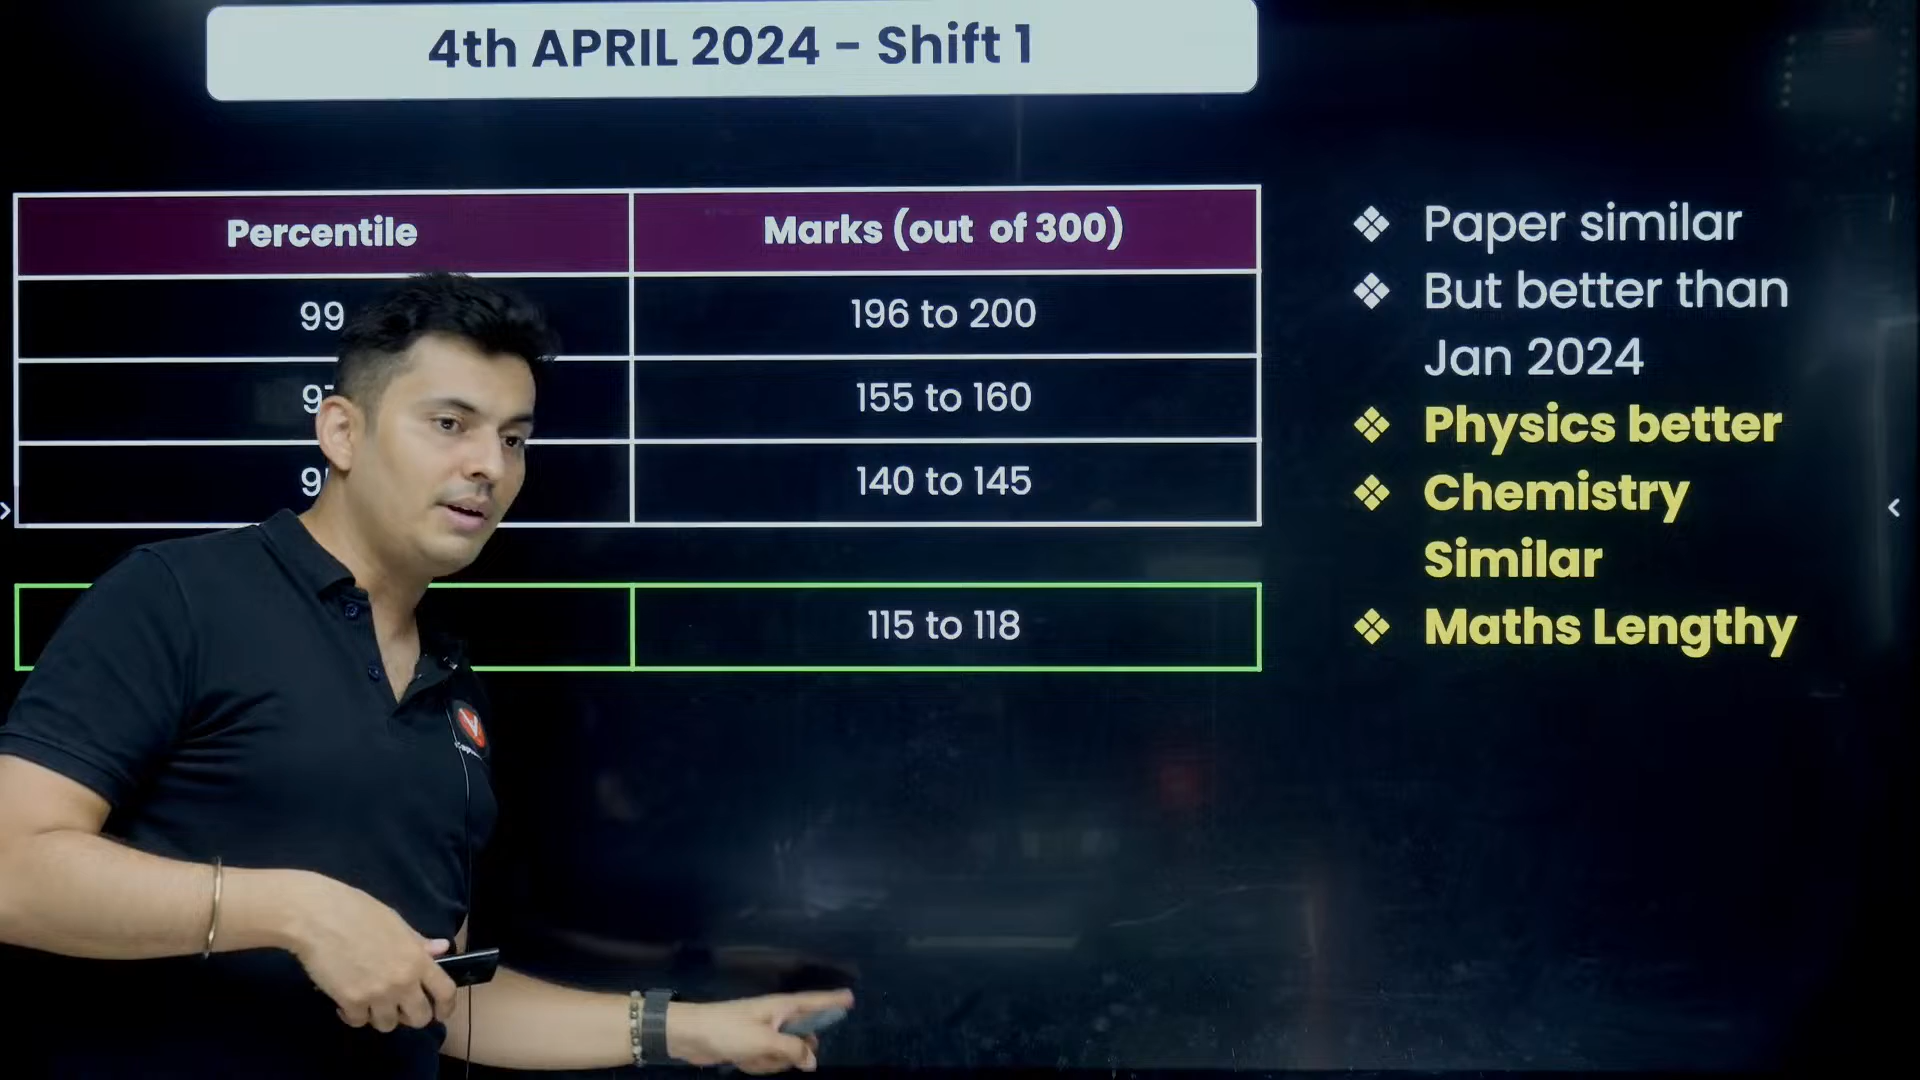 4th APRIL 2024 - Shift 1
Percentile Marks (out of 300)
99 196 to 200
155 to 160
140 to 145
115 to 118
Paper similar
But better than
Jan 2024
Physics better
Chemistry
Similar
Maths Lengthy